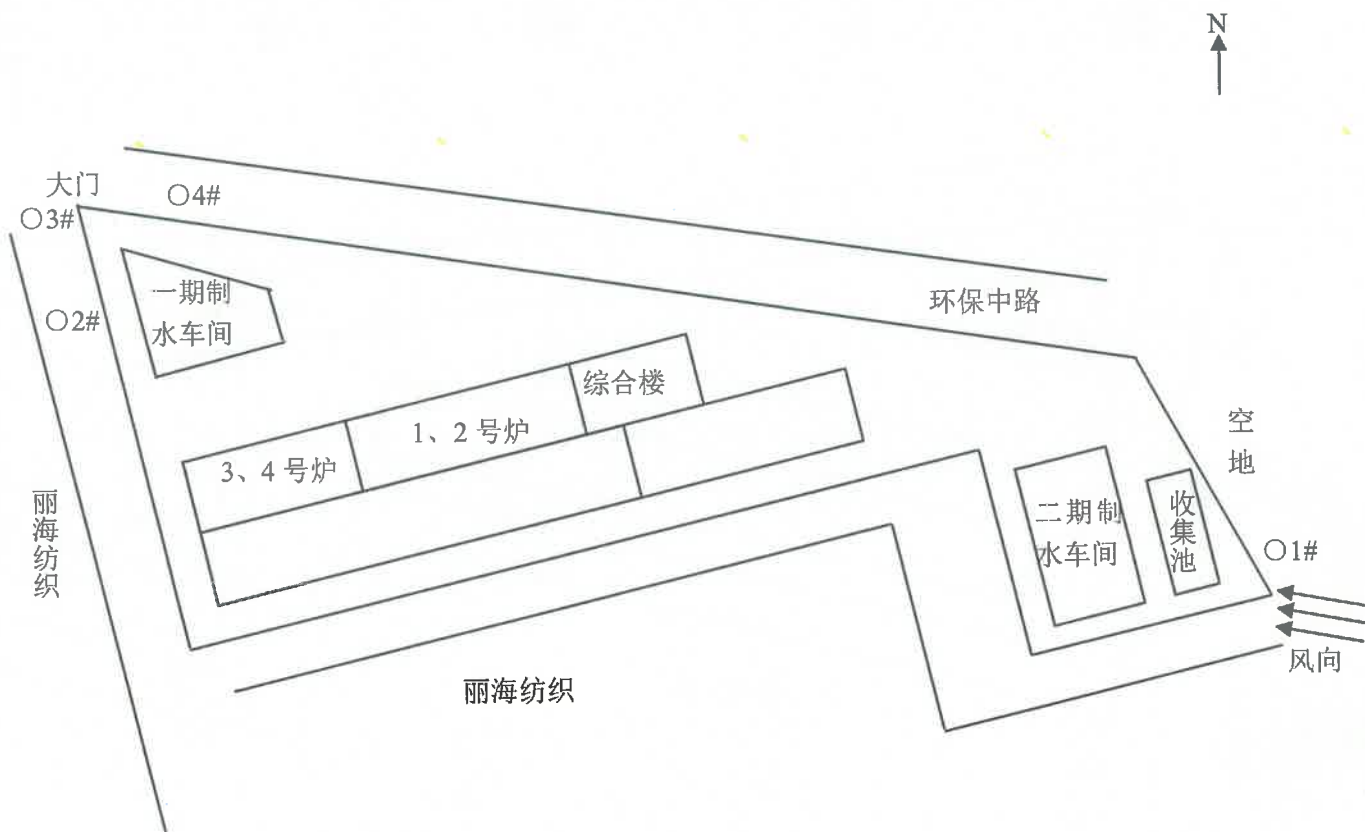 N
大门
○4#
○3#
一期制
水车间
○2#
环保中路
综合楼
1、2 号炉
3、4 号炉
空
地
丽
海
纺
织
二期制
水车间
收
集
池
○1#
风向
丽海纺织